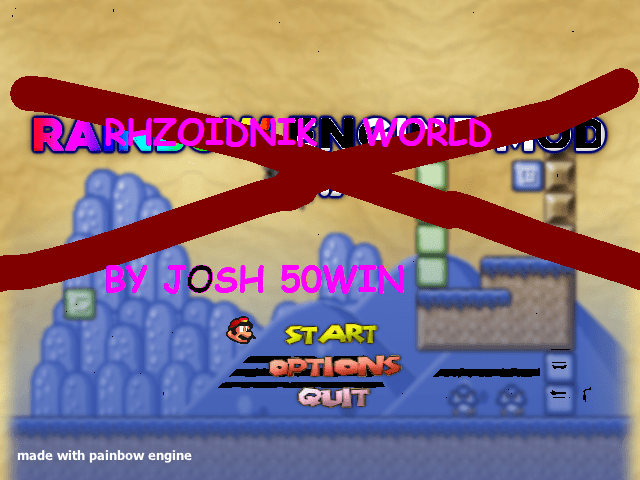 RHZOIDNIK WORLD
BY JOSH 50WIN
START
OPTIONS
QUIT
made with painbow engine